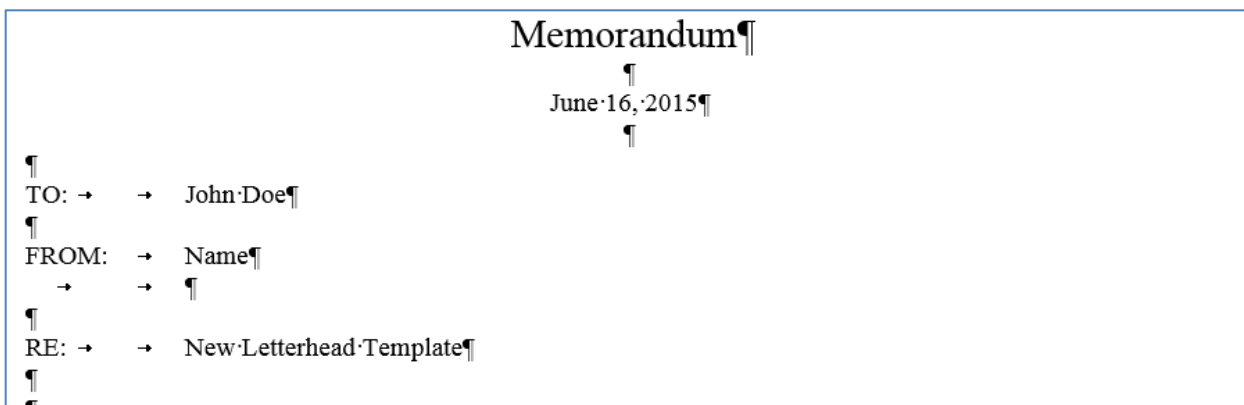 Memorandum¶
¶
June·16,·2015¶
¶
¶
TO: → → John·Doe¶
¶
FROM: → Name¶
→ → ¶
¶
RE: → → New·Letterhead·Template¶
¶
¶